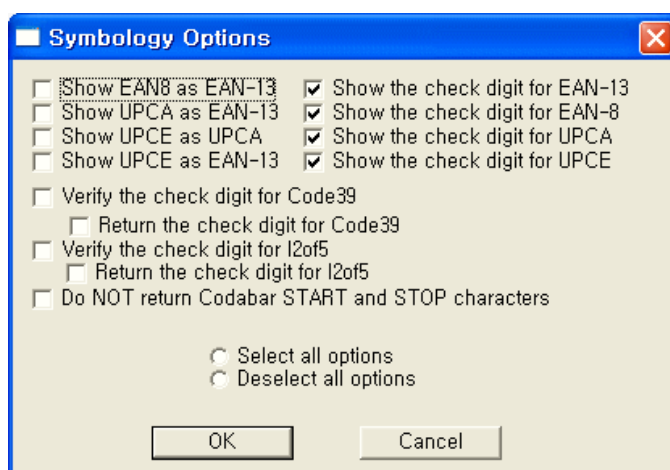 Symbology Options
Show EAN8 as EAN-13 Show the check digit for EAN-13
Show UPCA as EAN-13 Show the check digit for EAN-8
Show UPCE as UPCA Show the check digit for UPCA
Show UPCE as EAN-13 Show the check digit for UPCE
Verify the check digit for Code39
Return the check digit for Code39
Verify the check digit for I2of5
Return the check digit for I2of5
Do NOT return Codabar START and STOP characters
Select all options
Deselect all options
OK Cancel